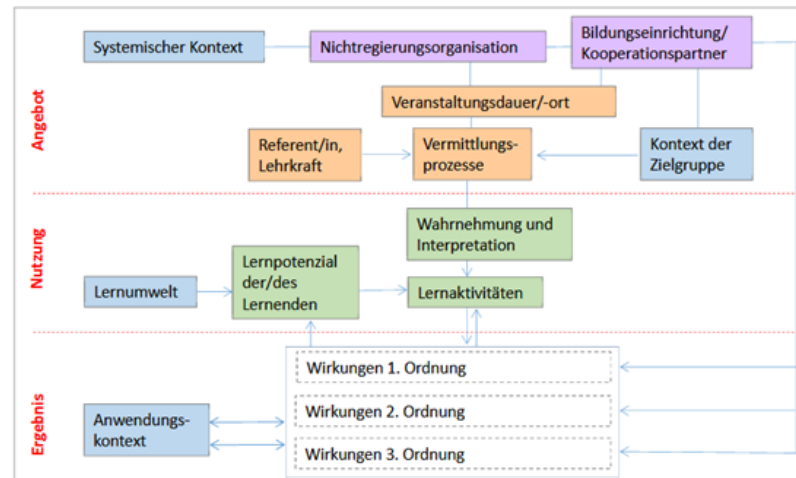 Angebot
Systemischer Kontext
Nichtregierungsorganisation
Bildungseinrichtung/
Kooperationspartner
Veranstaltungsdauer/-ort
Referent/in,
Lehrkraft
Vermittlungs-
prozesse
Kontext der
Zielgruppe
Nutzung
Wahrnehmung und
Interpretation
Lernumwelt
Lernpotenzial
der/des
Lernenden
Lernaktivitäten
Ergebnis
Wirkungen 1. Ordnung
Anwendungs-
kontext
Wirkungen 2. Ordnung
Wirkungen 3. Ordnung